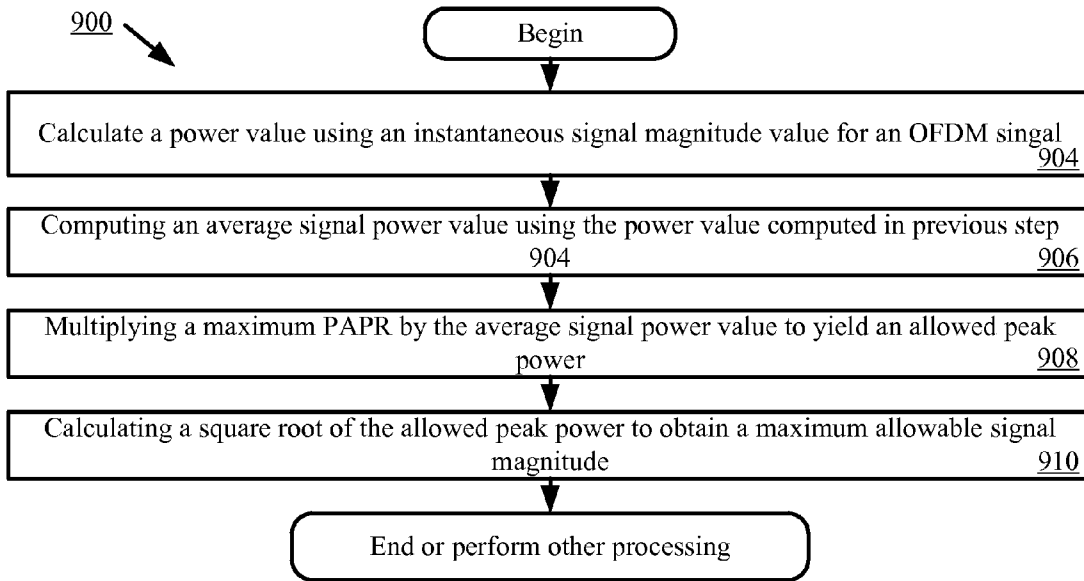 900
Begin
Calculate a power value using an instantaneous signal magnitude value for an OFDM singal
904
Computing an average signal power value using the power value computed in previous step
904
906
Multiplying a maximum PAPR by the average signal power value to yield an allowed peak
power
908
Calculating a square root of the allowed peak power to obtain a maximum allowable signal
magnitude
910
End or perform other processing